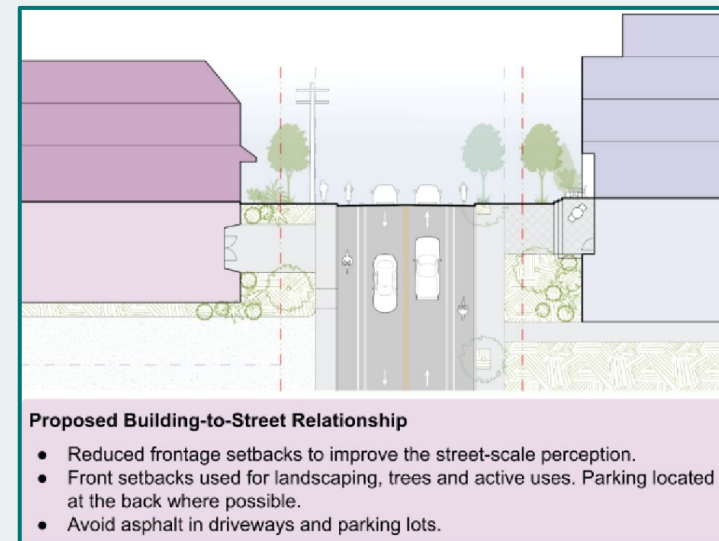 Proposed Building-to-Street Relationship
● Reduced frontage setbacks to improve the street-scale perception.
● Front setbacks used for landscaping, trees and active uses. Parking located
at the back where possible.
● Avoid asphalt in driveways and parking lots.